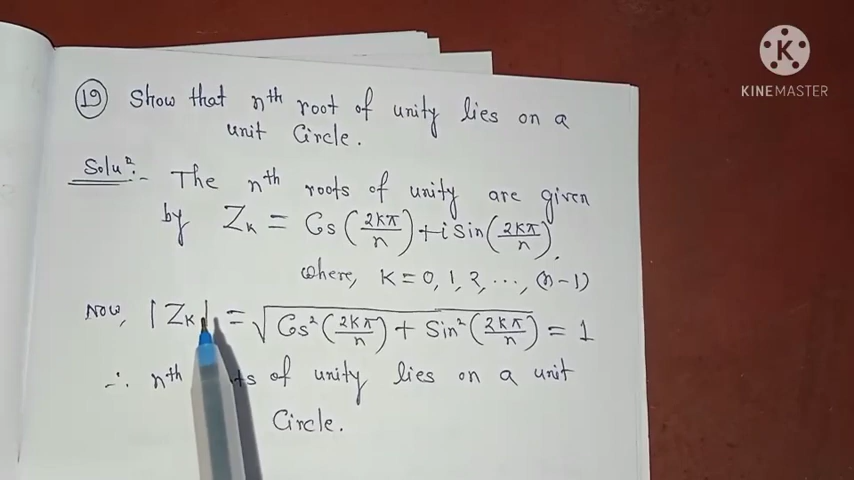 (19) Show that nth root of unity lies on a
unit Circle.
Soluⁿ:- The nth roots of unity are given
by Zₖ = Cos(2kπ/n) + i Sin(2kπ/n),
where, K = 0, 1, 2, ..., (n-1)
Now, |Zₖ| = √(Cos²(2kπ/n) + Sin²(2kπ/n)) = 1
∴ nth of unity lies on a unit
Circle.
K
KINEMASTER